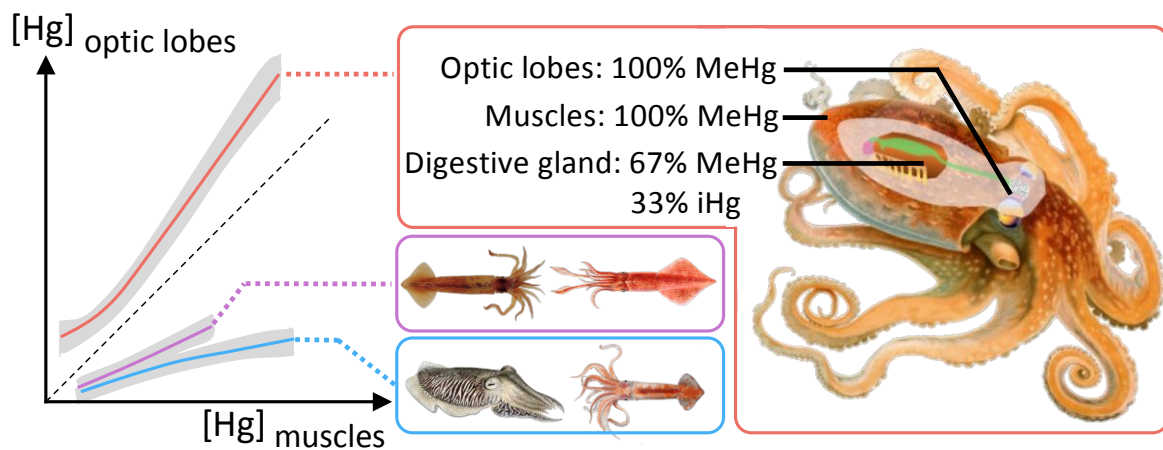 [Hg] optic lobes
Optic lobes: 100% MeHg
Muscles: 100% MeHg
Digestive gland: 67% MeHg
33% iHg
[Hg] muscles